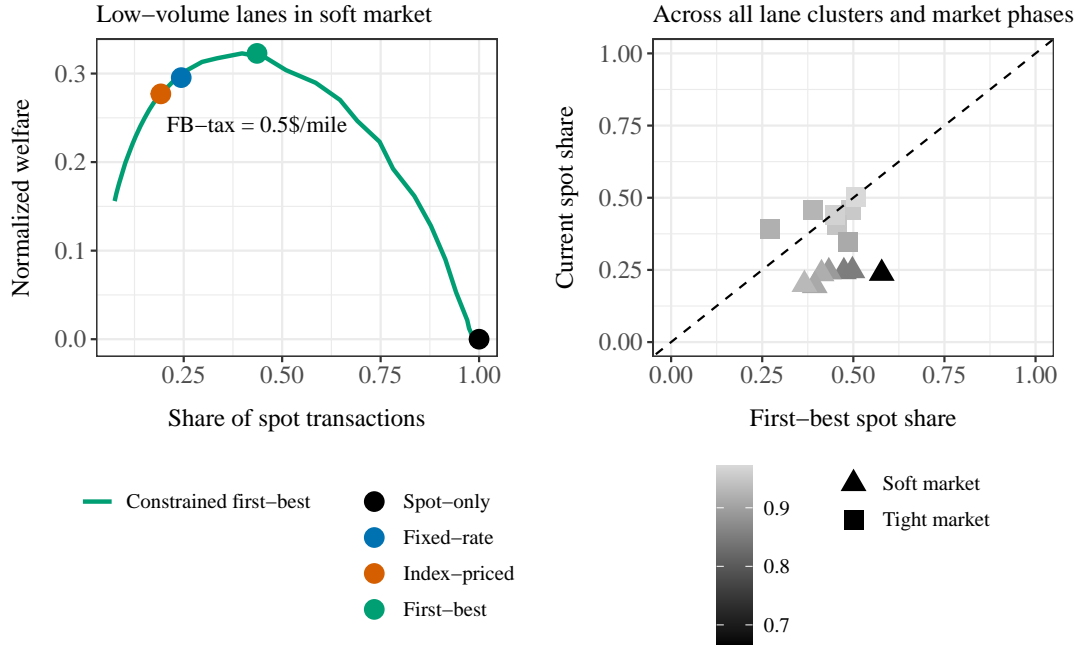 Low−volume lanes in soft market
Normalized welfare
0.3
0.2
0.1
0.0
FB−tax = 0.5$/mile
0.25
0.50
0.75
1.00
Share of spot transactions
Constrained first−best
Spot−only
Fixed−rate
Index−priced
First−best
Across all lane clusters and market phases
Current spot share
1.00
0.75
0.50
0.25
0.00
0.00
0.25
0.50
0.75
1.00
First−best spot share
0.9
0.8
0.7
Soft market
Tight market